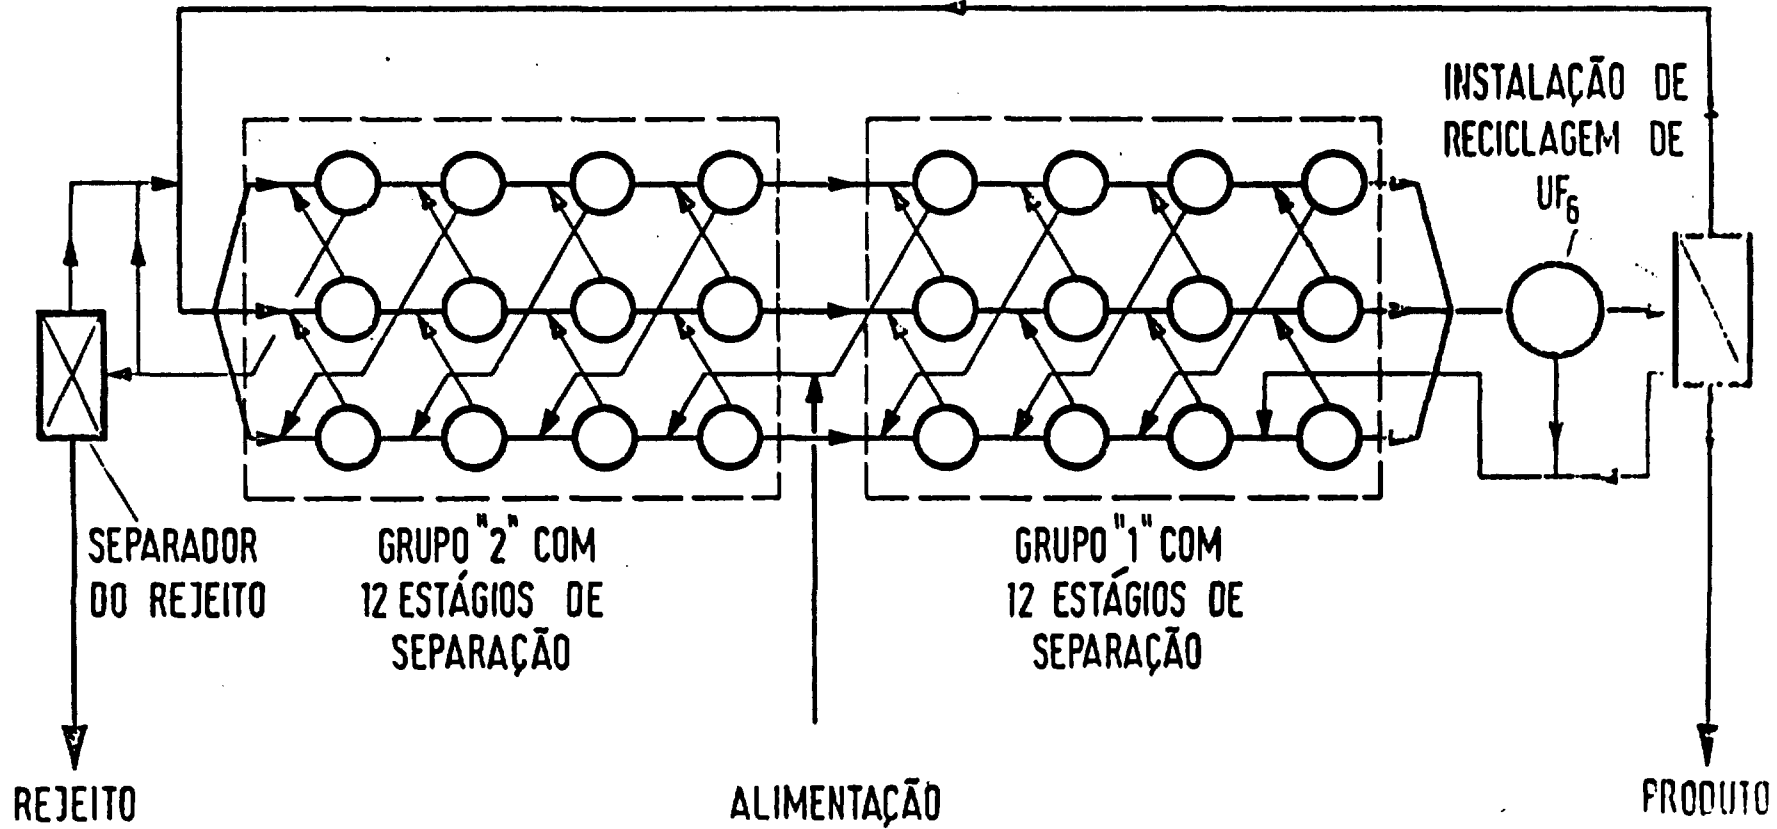 INSTALAÇÃO DE
RECICLAGEM DE
UF6
SEPARADOR
DO REJEITO
GRUPO "2" COM
12 ESTÁGIOS DE
SEPARAÇÃO
GRUPO "1" COM
12 ESTÁGIOS DE
SEPARAÇÃO
REJEITO
ALIMENTAÇÃO
PRODUTO